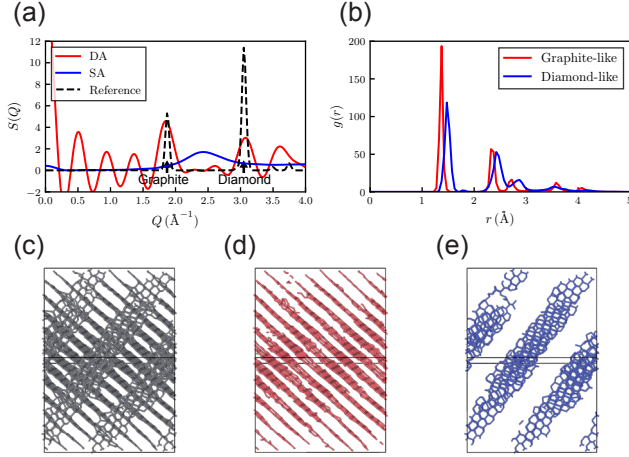 (a)
12
10
8
6
4
2
0
−2
S(Q)
DA
SA
Reference
Graphite
Diamond
0.0 0.5 1.0 1.5 2.0 2.5 3.0 3.5 4.0
Q (Å⁻¹)
(b)
200
150
100
50
0
g(r)
Graphite-like
Diamond-like
0 1 2 3 4 5
r (Å)
(c)
(d)
(e)